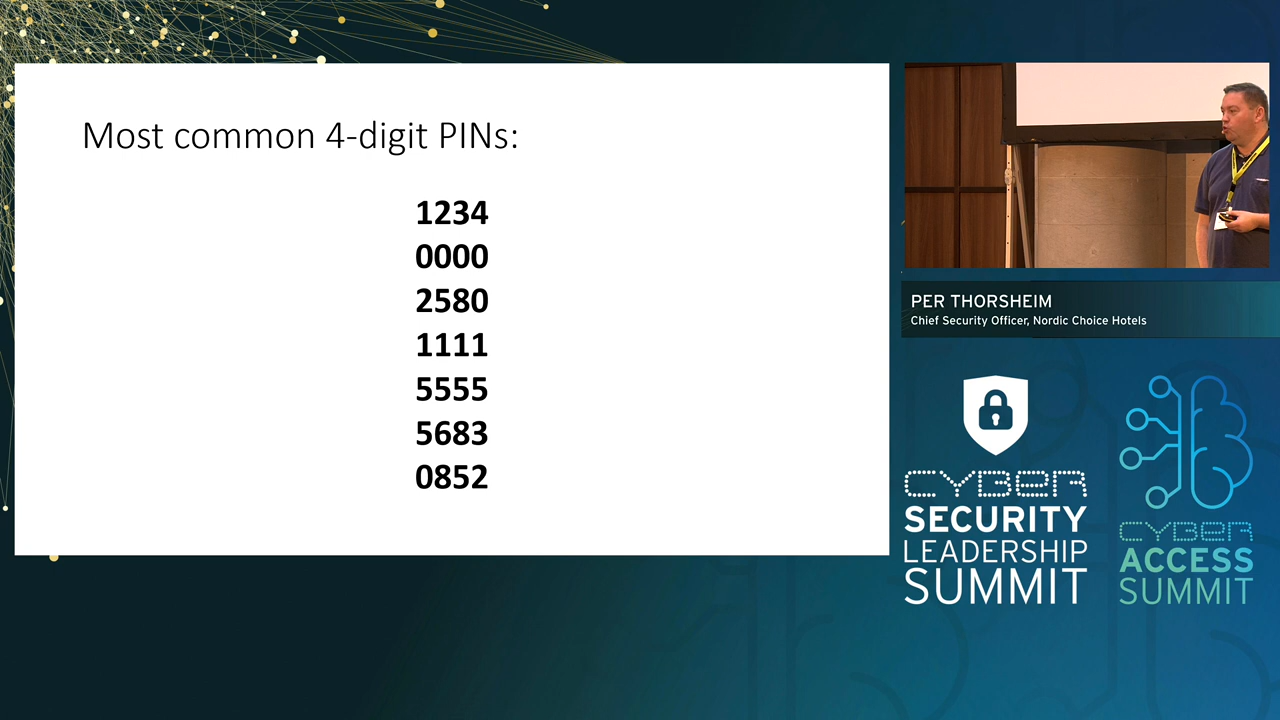 Most common 4-digit PINs:
1234
0000
2580
1111
5555
5683
0852
PER THORSHEIM
Chief Security Officer, Nordic Choice Hotels
CYBER
SECURITY
LEADERSHIP
SUMMIT
CYBER
ACCESS
SUMMIT